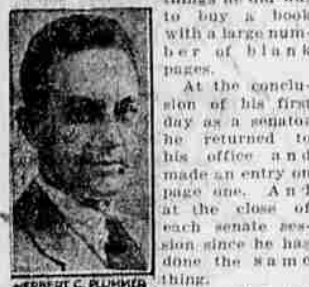 things he did was
to buy a book
with a large num-
ber of blank
pages.
At the conclu-
sion of his first
day as a senator
he returned to
his office and
made an entry on
page one. And
at the close of
each senate ses-
sion since he has
done the same
thing.
HERBERT C. PLUMMER